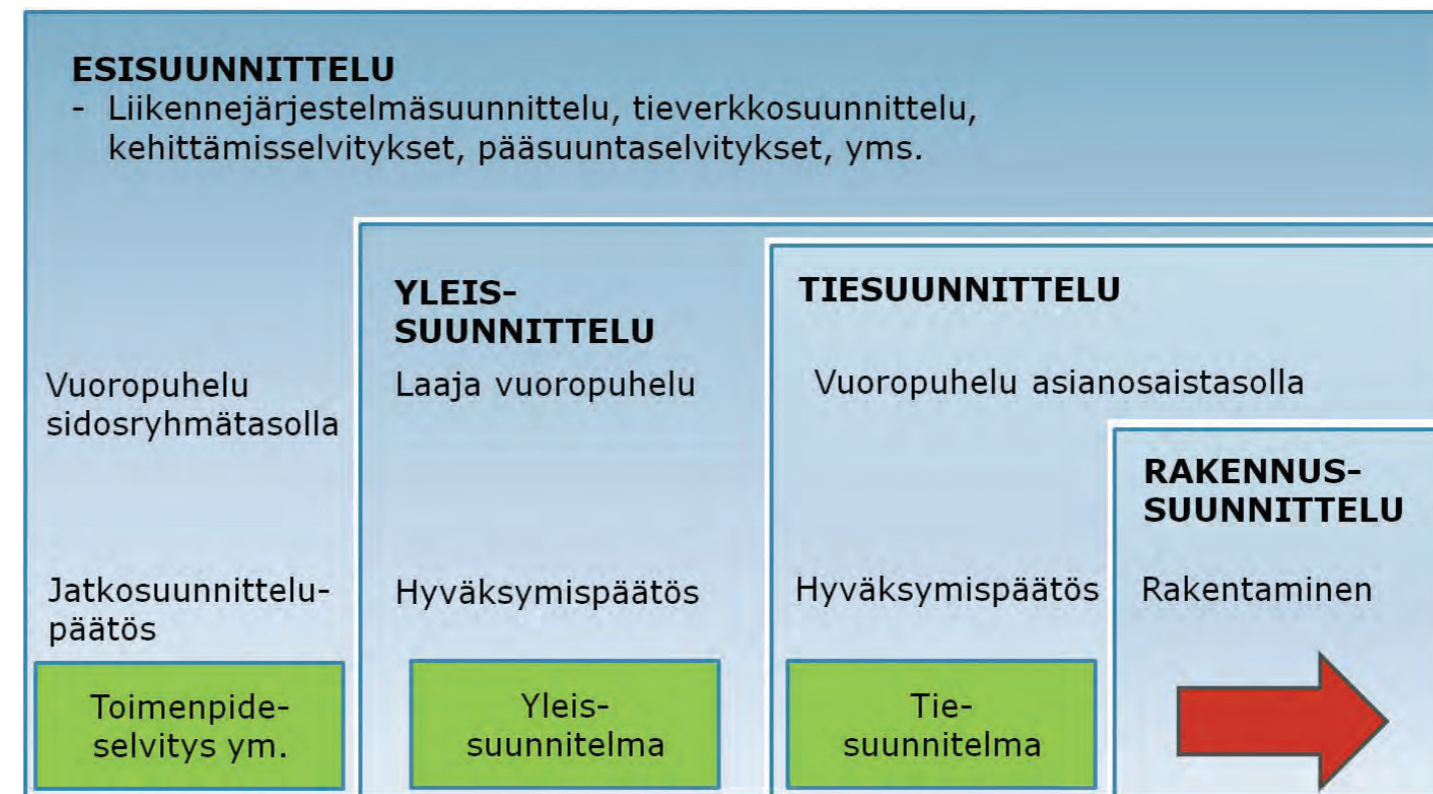 ESISUUNNITTELU
- Liikennejärjestelmäsuunnittelu, tieverkkosuunnittelu,
kehittämisselvitykset, pääsuuntaselvitykset, yms.
Vuoropuhelu
sidosryhmätasolla
Jatkosuunnittelu-
päätös
Toimenpide-
selvitys ym.
YLEIS-
SUUNNITTELU
Laaja vuoropuhelu
Hyväksymispäätös
Yleis-
suunnitelma
TIESUUNNITTELU
Vuoropuhelu asianosaistasolla
Hyväksymispäätös
Tie-
suunnitelma
RAKENNUS-
SUUNNITTELU
Rakentaminen